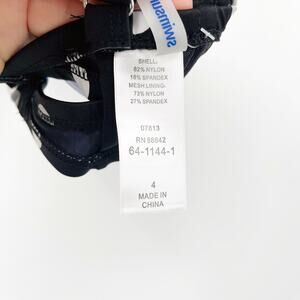 swimsui
SHELL:
82% NYLON
18% SPANDEX
MESH LINING:
73% NYLON
27% SPANDEX
07813
RN 88842
64-1144-1
4
MADE IN
CHINA